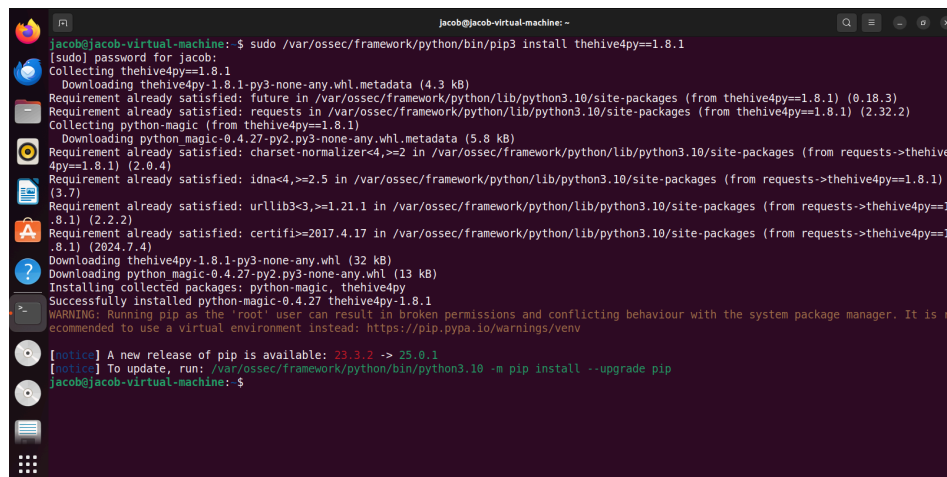 jacob@jacob-virtual-machine: ~
jacob@jacob-virtual-machine:~$ sudo /var/ossec/framework/python/bin/pip3 install thehive4py==1.8.1
[sudo] password for jacob:
Collecting thehive4py==1.8.1
  Downloading thehive4py-1.8.1-py3-none-any.whl.metadata (4.3 kB)
Requirement already satisfied: future in /var/ossec/framework/python/lib/python3.10/site-packages (from thehive4py==1.8.1) (0.18.3)
Requirement already satisfied: requests in /var/ossec/framework/python/lib/python3.10/site-packages (from thehive4py==1.8.1) (2.32.2)
Collecting python-magic (from thehive4py==1.8.1)
  Downloading python_magic-0.4.27-py2.py3-none-any.whl.metadata (5.8 kB)
Requirement already satisfied: charset-normalizer<4,>=2 in /var/ossec/framework/python/lib/python3.10/site-packages (from requests->thehive
4py==1.8.1) (2.0.4)
Requirement already satisfied: idna<4,>=2.5 in /var/ossec/framework/python/lib/python3.10/site-packages (from requests->thehive4py==1.8.1)
(3.7)
Requirement already satisfied: urllib3<3,>=1.21.1 in /var/ossec/framework/python/lib/python3.10/site-packages (from requests->thehive4py==1
.8.1) (2.2.2)
Requirement already satisfied: certifi>=2017.4.17 in /var/ossec/framework/python/lib/python3.10/site-packages (from requests->thehive4py==1
.8.1) (2024.7.4)
Downloading thehive4py-1.8.1-py3-none-any.whl (32 kB)
Downloading python_magic-0.4.27-py2.py3-none-any.whl (13 kB)
Installing collected packages: python-magic, thehive4py
Successfully installed python-magic-0.4.27 thehive4py-1.8.1
WARNING: Running pip as the 'root' user can result in broken permissions and conflicting behaviour with the system package manager. It is r
ecommended to use a virtual environment instead: https://pip.pypa.io/warnings/venv
[notice] A new release of pip is available: 23.3.2 -> 25.0.1
[notice] To update, run: /var/ossec/framework/python/bin/python3.10 -m pip install --upgrade pip
jacob@jacob-virtual-machine:~$